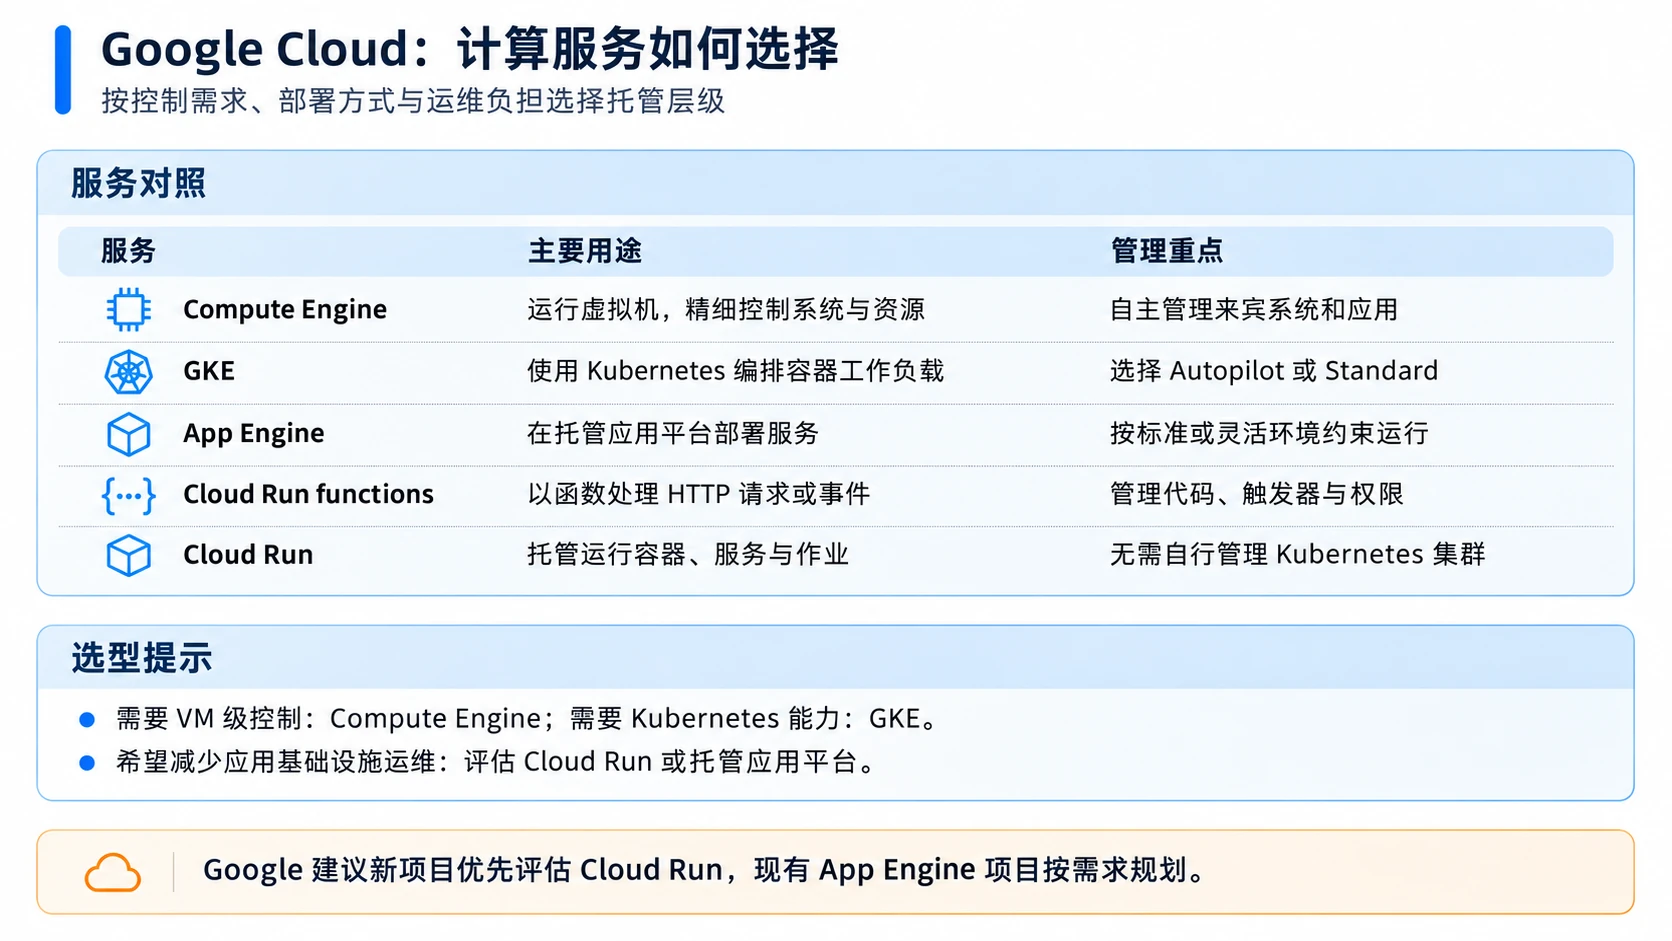 Google Cloud：计算服务如何选择
按控制需求、部署方式与运维负担选择托管层级
服务对照
服务 主要用途 管理重点
Compute Engine 运行虚拟机，精细控制系统与资源 自主管理来宾系统和应用
GKE 使用 Kubernetes 编排容器工作负载 选择 Autopilot 或 Standard
App Engine 在托管应用平台部署服务 按标准或灵活环境约束运行
Cloud Run functions 以函数处理 HTTP 请求或事件 管理代码、触发器与权限
Cloud Run 托管运行容器、服务与作业 无需自行管理 Kubernetes 集群
选型提示
需要 VM 级控制：Compute Engine；需要 Kubernetes 能力：GKE。
希望减少应用基础设施运维：评估 Cloud Run 或托管应用平台。
Google 建议新项目优先评估 Cloud Run，现有 App Engine 项目按需求规划。